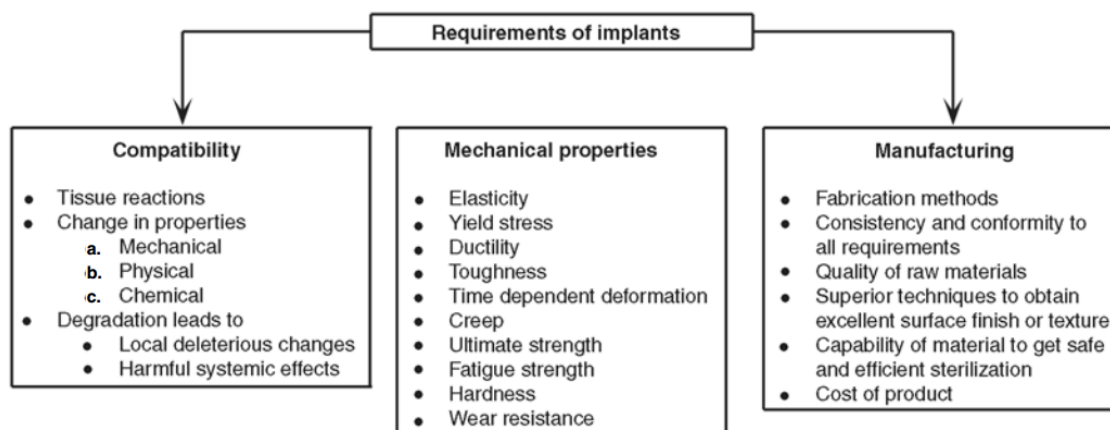 Requirements of implants
Compatibility
• Tissue reactions
• Change in properties
a. Mechanical
b. Physical
c. Chemical
• Degradation leads to
• Local deleterious changes
• Harmful systemic effects
Mechanical properties
• Elasticity
• Yield stress
• Ductility
• Toughness
• Time dependent deformation
• Creep
• Ultimate strength
• Fatigue strength
• Hardness
• Wear resistance
Manufacturing
• Fabrication methods
• Consistency and conformity to
all requirements
• Quality of raw materials
• Superior techniques to obtain
excellent surface finish or texture
• Capability of material to get safe
and efficient sterilization
• Cost of product